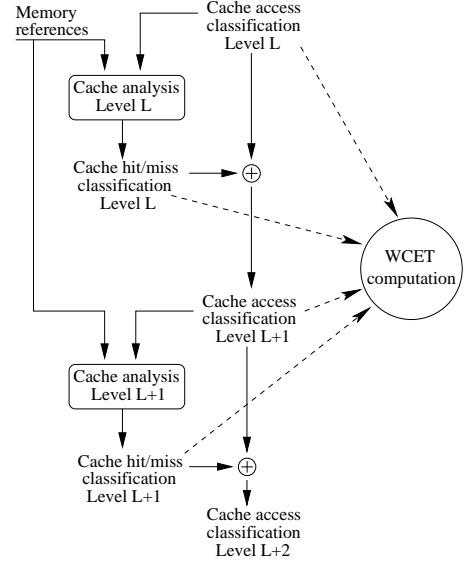 Memory
references
Cache access
classification
Level L
Cache analysis
Level L
Cache hit/miss
classification
Level L
WCET
computation
Cache access
classification
Level L+1
Cache analysis
Level L+1
Cache hit/miss
classification
Level L+1
Cache access
classification
Level L+2